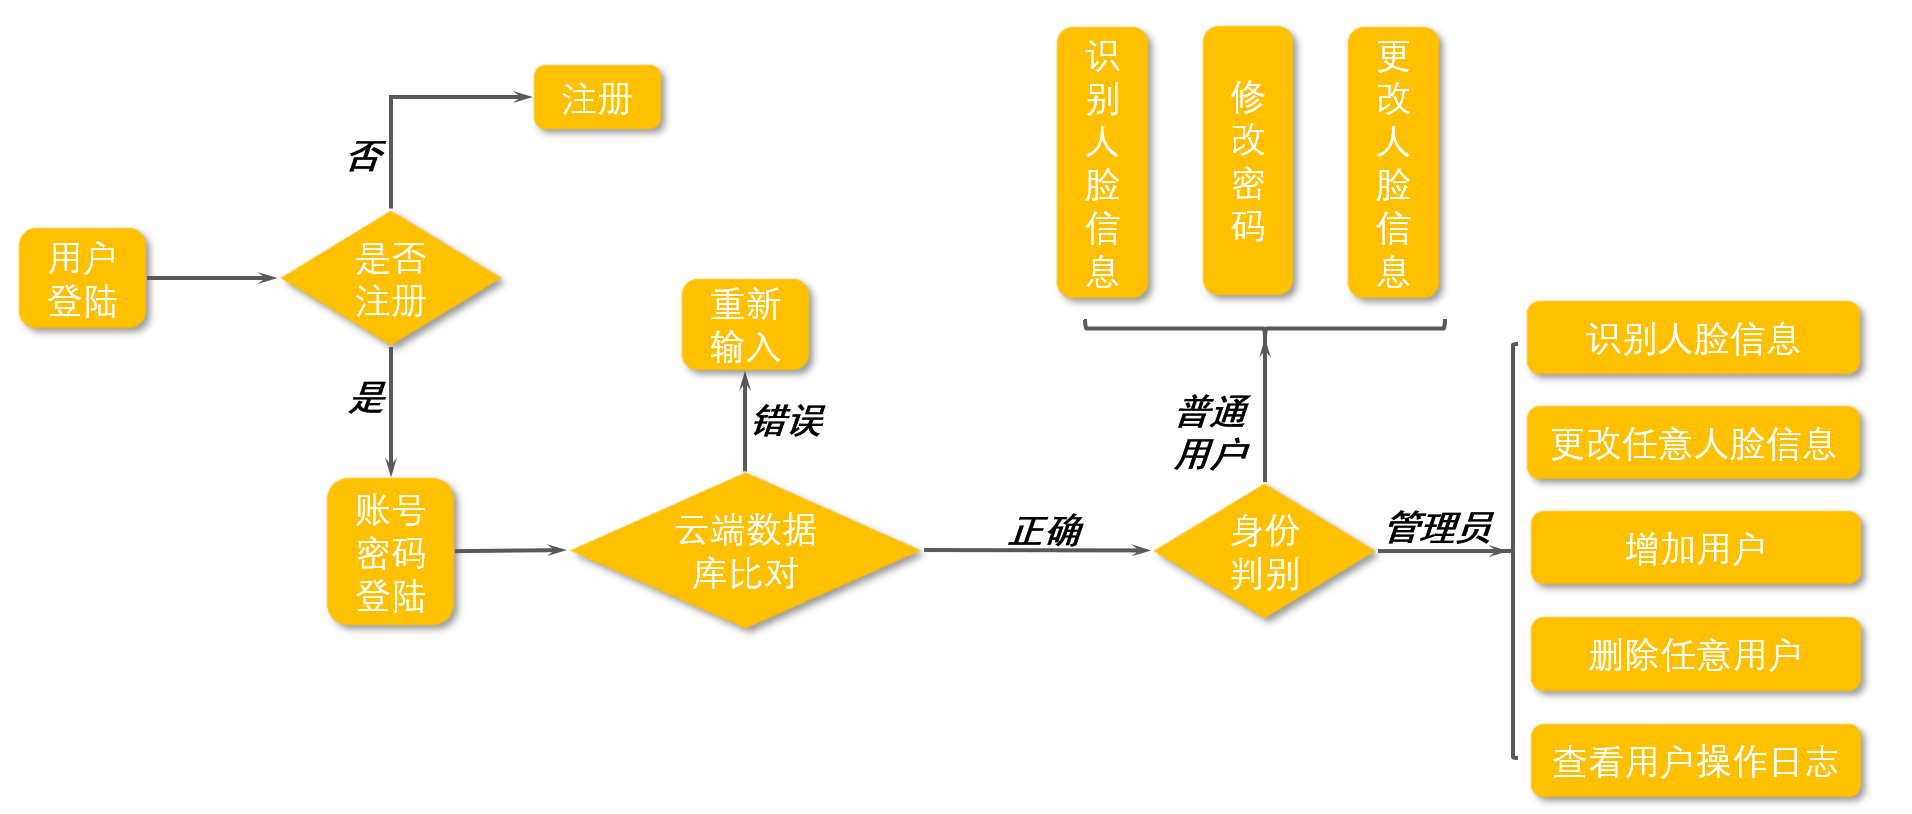 用户
登陆
是否
注册
否
注册
是
账号
密码
登陆
云端数据
库比对
错误
重新
输入
正确
身份
判别
普通
用户
识别人脸信息
修改密码
更改人脸信息
管理员
识别人脸信息
更改任意人脸信息
增加用户
删除任意用户
查看用户操作日志